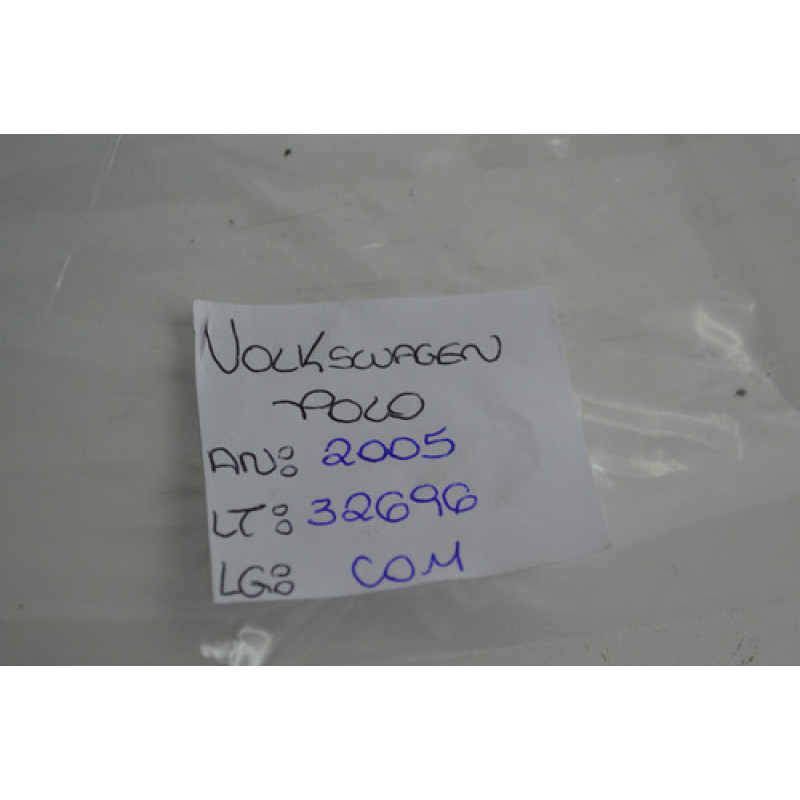 VOLKSWAGEN
POLO
AN: 2005
LT: 32696
LG: COM